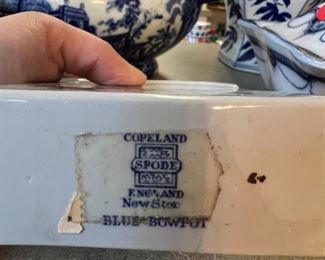 COPELAND
SPODE
ENGLAND
New Stone
BLUE BOWPOT